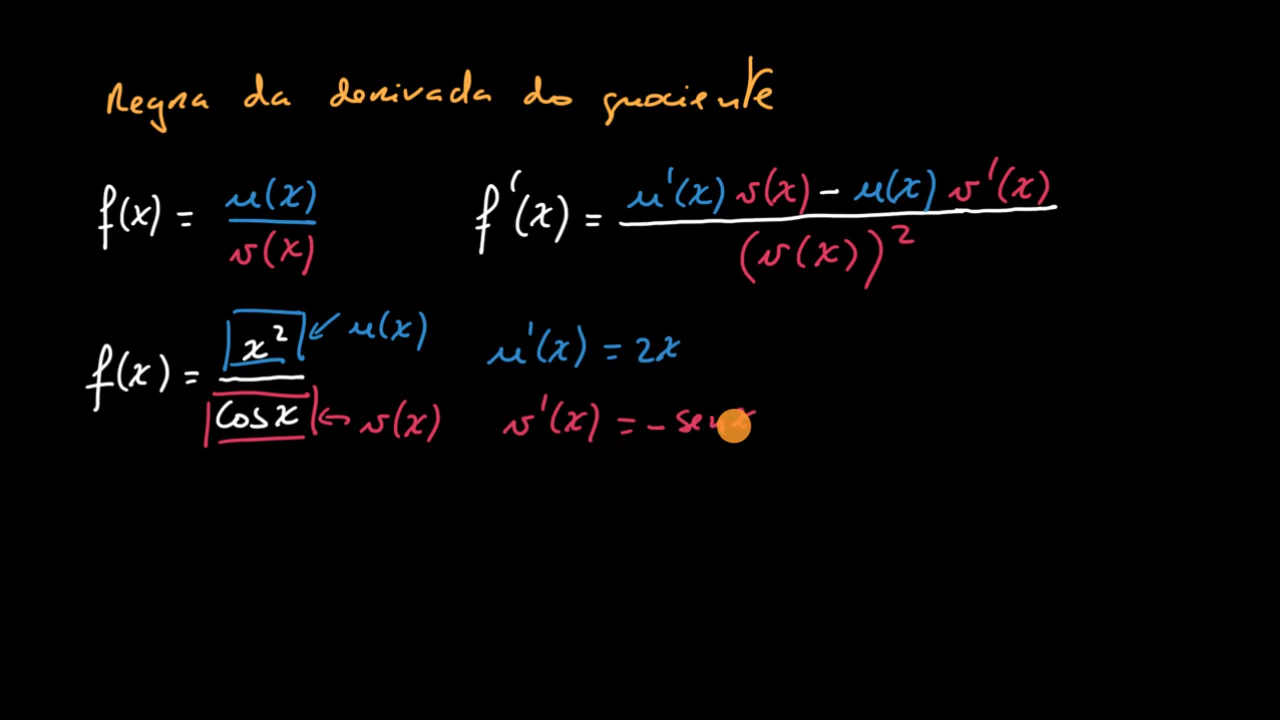 Regra da derivada do quociente
f(x) = u(x) / v(x) f'(x) = u'(x) v(x) - u(x) v'(x) / (v(x))²
f(x) = x² / cos x ← u(x) u'(x) = 2x
← v(x) v'(x) = - sen x